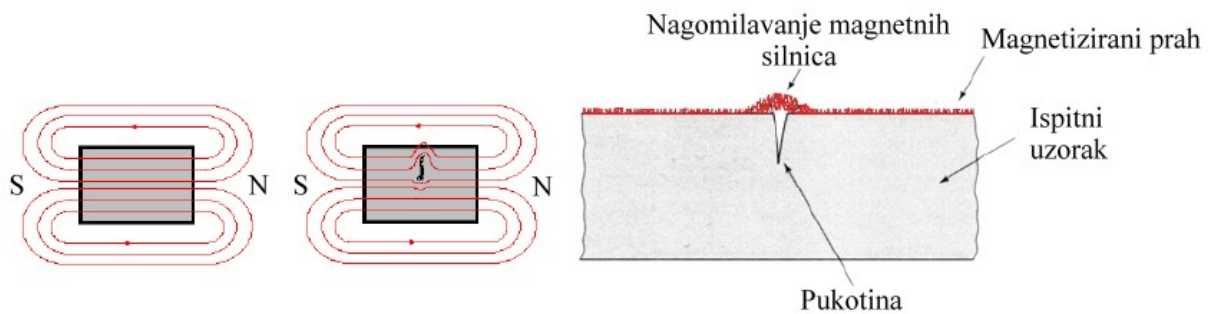 S
N
S
N
Nagomilavanje magnetnih
silnica
Magnetizirani prah
Ispitni
uzorak
Pukotina